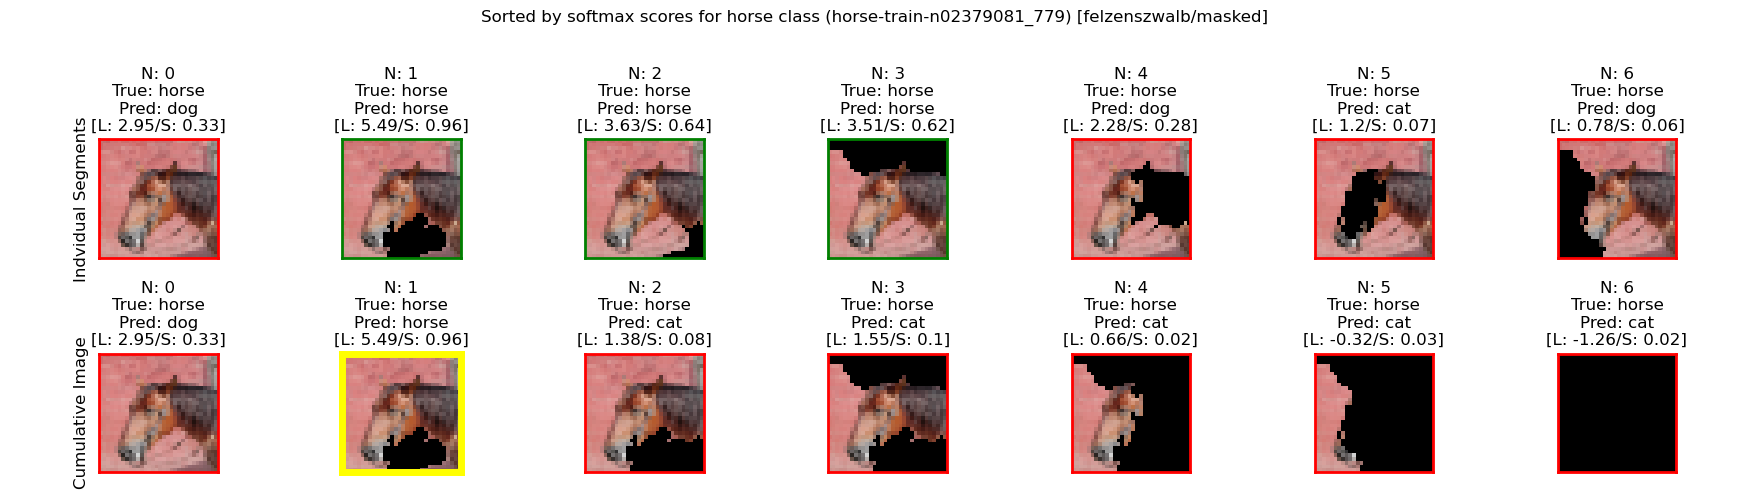 Sorted by softmax scores for horse class (horse-train-n02379081_779) [felzenszwalb/masked]
Indvidual Segments
N: 0
True: horse
Pred: dog
[L: 2.95/S: 0.33]
N: 1
True: horse
Pred: horse
[L: 5.49/S: 0.96]
N: 2
True: horse
Pred: horse
[L: 3.63/S: 0.64]
N: 3
True: horse
Pred: horse
[L: 3.51/S: 0.62]
N: 4
True: horse
Pred: dog
[L: 2.28/S: 0.28]
N: 5
True: horse
Pred: cat
[L: 1.2/S: 0.07]
N: 6
True: horse
Pred: dog
[L: 0.78/S: 0.06]
Cumulative Image
N: 0
True: horse
Pred: dog
[L: 2.95/S: 0.33]
N: 1
True: horse
Pred: horse
[L: 5.49/S: 0.96]
N: 2
True: horse
Pred: cat
[L: 1.38/S: 0.08]
N: 3
True: horse
Pred: cat
[L: 1.55/S: 0.1]
N: 4
True: horse
Pred: cat
[L: 0.66/S: 0.02]
N: 5
True: horse
Pred: cat
[L: -0.32/S: 0.03]
N: 6
True: horse
Pred: cat
[L: -1.26/S: 0.02]